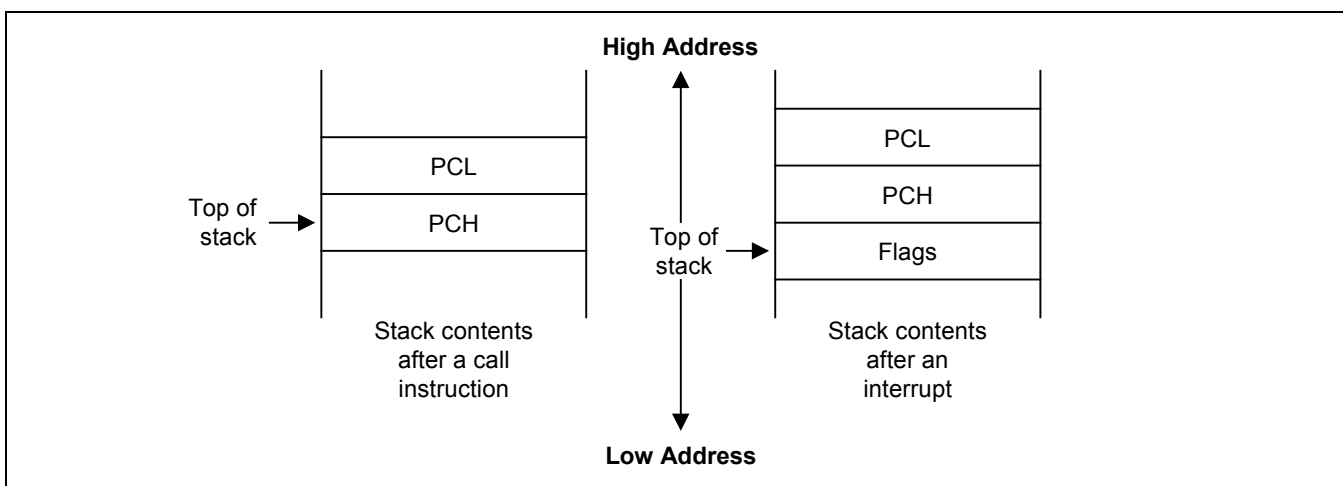 High Address
PCL
PCH
Top of
stack
Stack contents
after a call
instruction
PCL
PCH
Flags
Top of
stack
Stack contents
after an
interrupt
Low Address